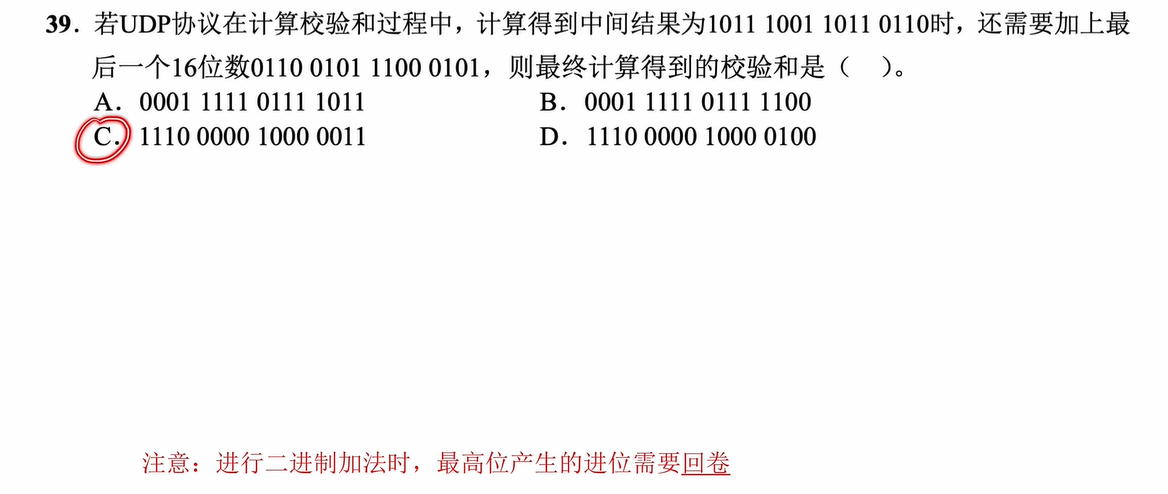 39．若UDP协议在计算校验和过程中，计算得到中间结果为1011 1001 1011 0110时，还需要加上最
后一个16位数0110 0101 1100 0101，则最终计算得到的校验和是（　）。
A．0001 1111 0111 1011　B．0001 1111 0111 1100
C．1110 0000 1000 0011　D．1110 0000 1000 0100
注意：进行二进制加法时，最高位产生的进位需要回卷